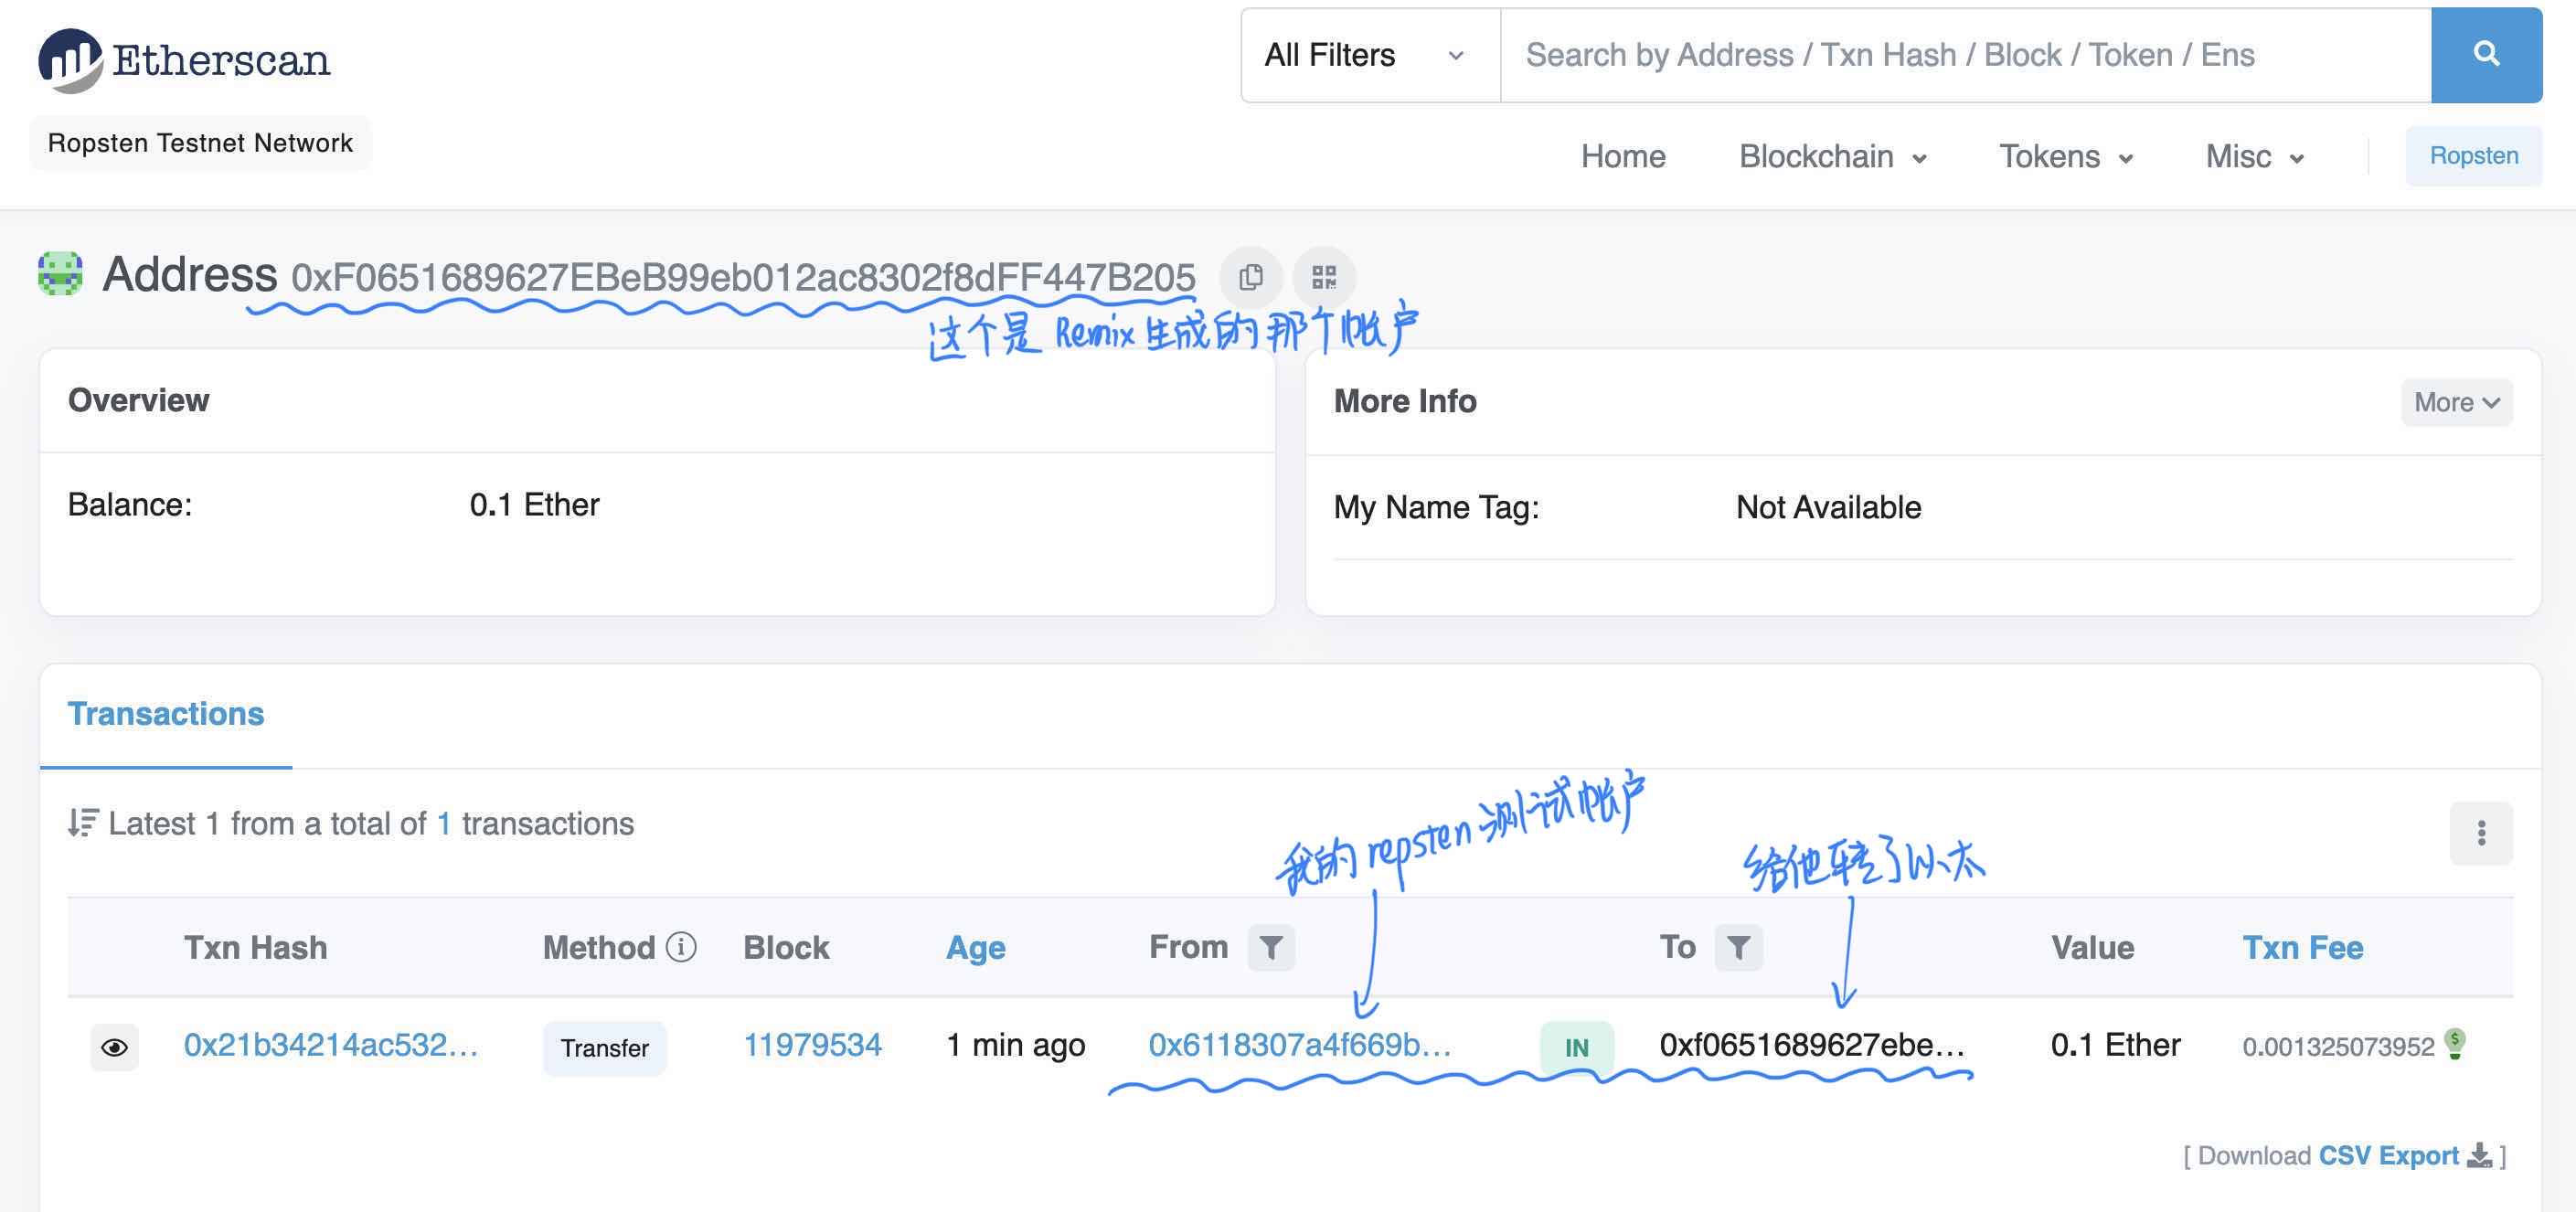 Etherscan
All Filters
Search by Address / Txn Hash / Block / Token / Ens
Ropsten Testnet Network
Home Blockchain Tokens Misc Ropsten
Address 0xF0651689627EBeB99eb012ac8302f8dFF447B205
这个是 Remix 生成的那个帐户
Overview
Balance: 0.1 Ether
More Info More
My Name Tag: Not Available
Transactions
Latest 1 from a total of 1 transactions
我的 repsten 测试帐户
给他转了以太
Txn Hash Method Block Age From To Value Txn Fee
0x21b34214ac532... Transfer 11979534 1 min ago 0x6118307a4f669b... IN 0xf0651689627ebe... 0.1 Ether 0.001325073952
[ Download CSV Export ]